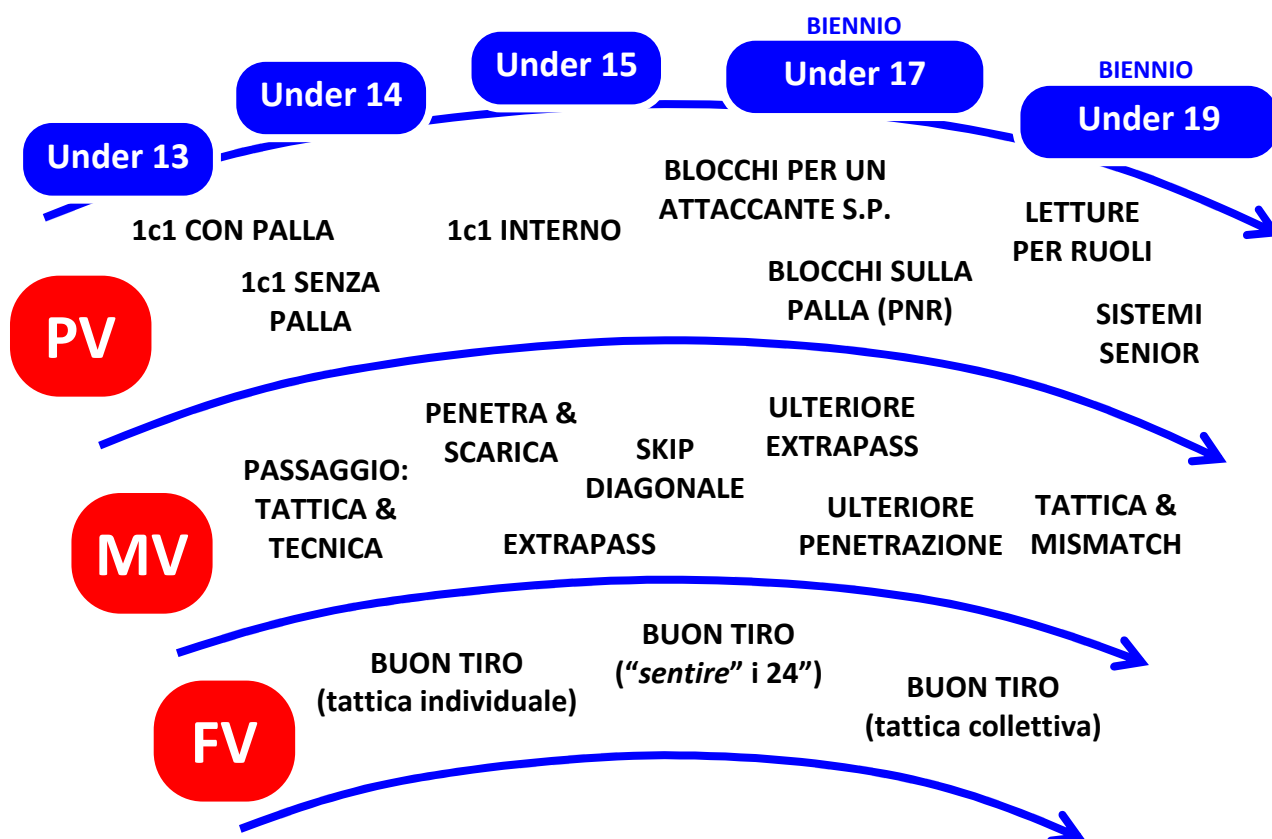 BIENNIO
Under 13
Under 14
Under 15
Under 17
BIENNIO
Under 19
PV
1c1 CON PALLA
1c1 SENZA
PALLA
1c1 INTERNO
BLOCCHI PER UN
ATTACCANTE S.P.
BLOCCHI SULLA
PALLA (PNR)
LETTURE
PER RUOLI
SISTEMI
SENIOR
MV
PASSAGGIO:
TATTICA &
TECNICA
PENETRA &
SCARICA
EXTRAPASS
SKIP
DIAGONALE
ULTERIORE
EXTRAPASS
ULTERIORE
PENETRAZIONE
TATTICA &
MISMATCH
FV
BUON TIRO
(tattica individuale)
BUON TIRO
(“sentire” i 24”)
BUON TIRO
(tattica collettiva)